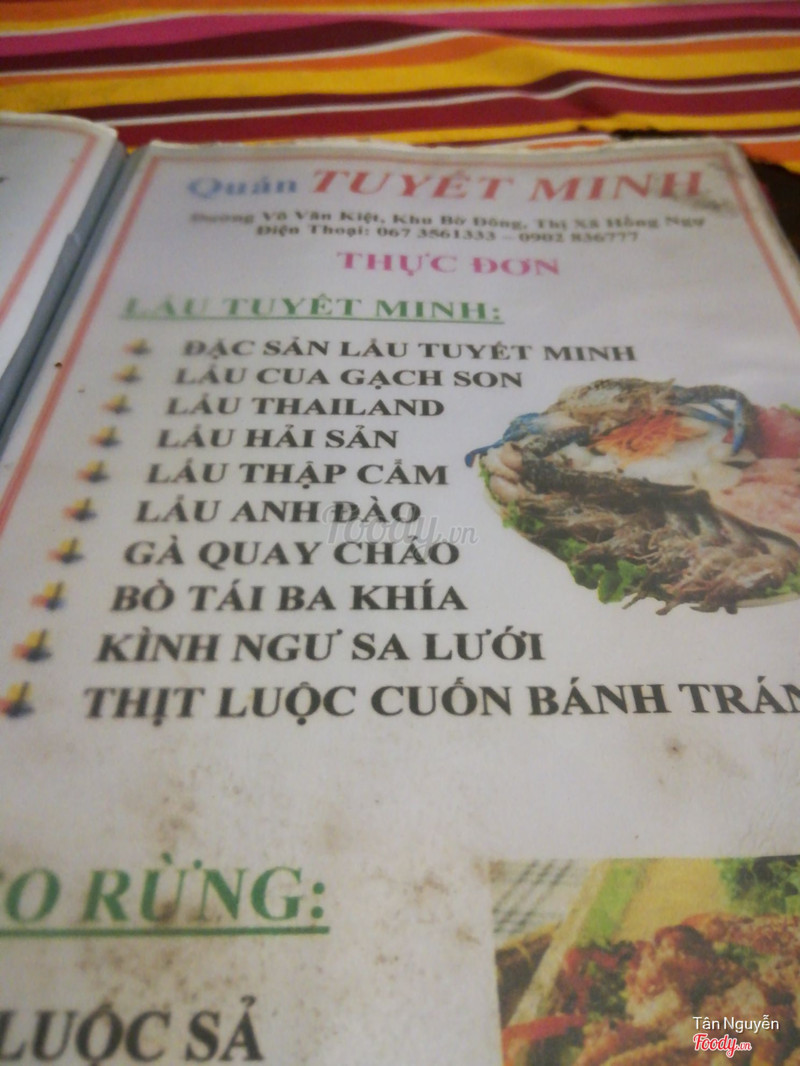 Quán TUYẾT MINH
Đường Võ Văn Kiệt, Khu Bờ Đông, Thị Xã Hồng Ngự
Điện Thoại: 067 3561333 – 0902 836777
THỰC ĐƠN
LẨU TUYẾT MINH:
ĐẶC SẢN LẨU TUYẾT MINH
LẨU CUA GẠCH SON
LẨU THAILAND
LẨU HẢI SẢN
LẨU THẬP CẨM
LẨU ANH ĐÀO
GÀ QUAY CHẢO
BÒ TÁI BA KHÍA
KÌNH NGƯ SA LƯỚI
THỊT LUỘC CUỐN BÁNH TRÁN
RỪNG:
LUỘC SẢ
Foody.vn
Tân Nguyễn
Foody.vn